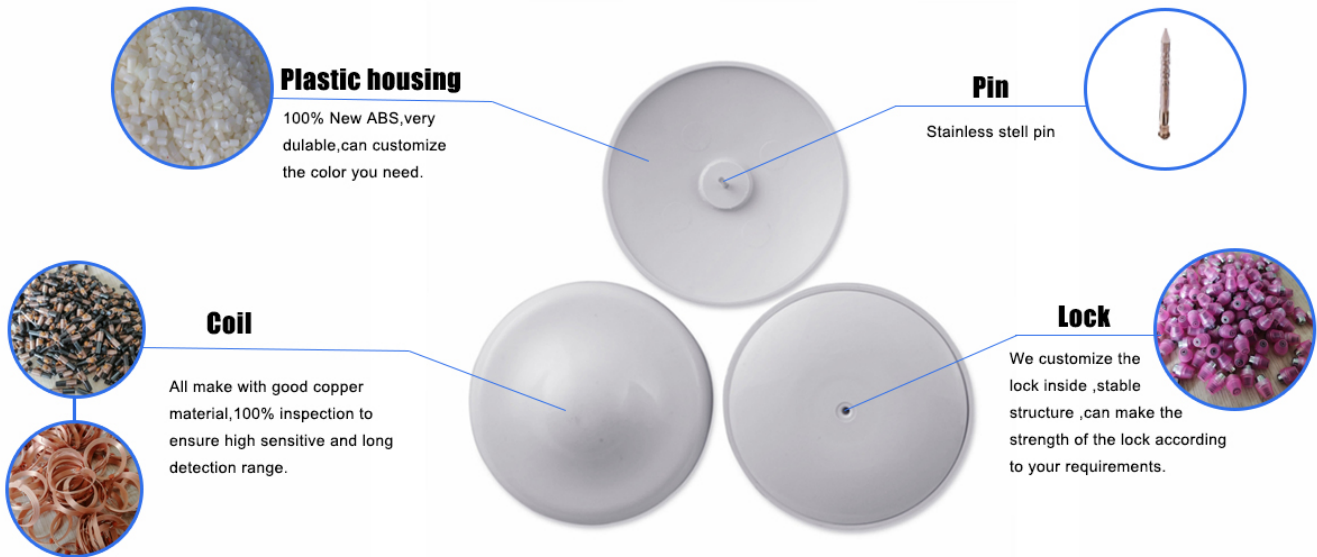 Plastic housing
100% New ABS,very
dulable,can customize
the color you need.
Pin
Stainless stell pin
Coil
All make with good copper
material,100% inspection to
ensure high sensitive and long
detection range.
Lock
We customize the
lock inside ,stable
structure ,can make the
strength of the lock according
to your requirements.